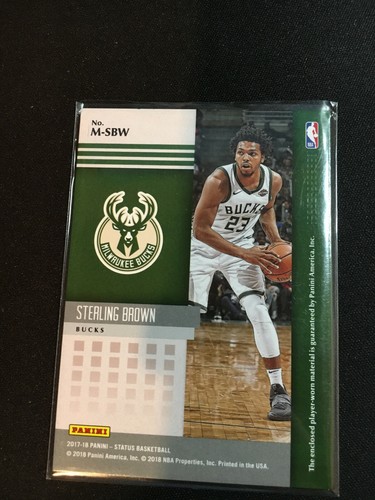 No.
M-SBW
MILWAUKEE BUCKS
BUCKS
23
STERLING BROWN
BUCKS
PANINI
2017-18 PANINI – STATUS BASKETBALL
© 2018 Panini America, Inc. © 2018 NBA Properties, Inc. Printed in the USA.
The enclosed player-worn material is guaranteed by Panini America, Inc.